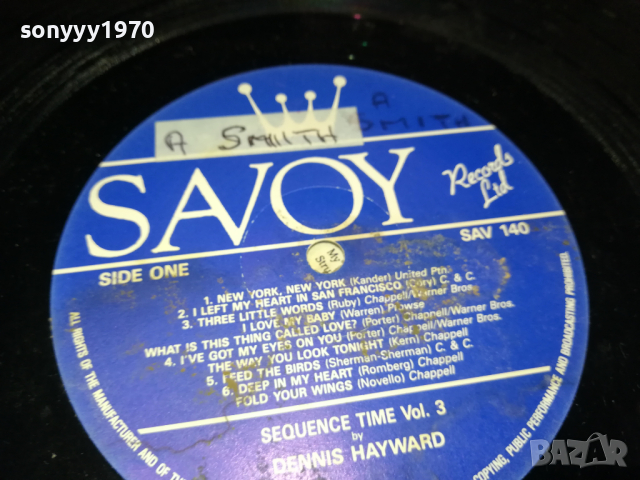 sonyyy1970
A SMIITH
A
SMITH
SAVOY
Records
Ltd
SAV 140
SIDE ONE
1. NEW YORK, NEW YORK (Kander) United Ptn.
2. I LEFT MY HEART IN SAN FRANCISCO (Cory) C. & C.
3. THREE LITTLE WORDS (Ruby) Chappell/Warner Bros.
I LOVE MY BABY (Warren) Prowse
WHAT IS THIS THING CALLED LOVE? (Porter) Chappell/Warner Bros.
4. I'VE GOT MY EYES ON YOU (Porter) Chappell/Warner Bros.
THE WAY YOU LOOK TONIGHT (Kern) Chappell
5. I FEED THE BIRDS (Sherman-Sherman) C. & C.
6. DEEP IN MY HEART (Romberg) Chappell
FOLD YOUR WINGS (Novello) Chappell
SEQUENCE TIME Vol. 3
by
DENNIS HAYWARD
ALL RIGHTS OF THE MANUFACTURER AND OF THE
COPYING, PUBLIC PERFORMANCE AND BROADCASTING PROHIBITED.
My
BAZAR